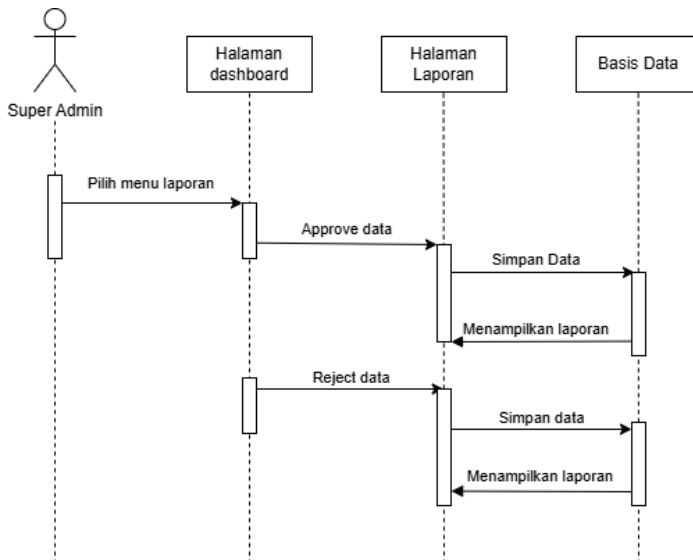 Super Admin
Halaman
dashboard
Halaman
Laporan
Basis Data
Pilih menu laporan
Approve data
Simpan Data
Menampilkan laporan
Reject data
Simpan data
Menampilkan laporan